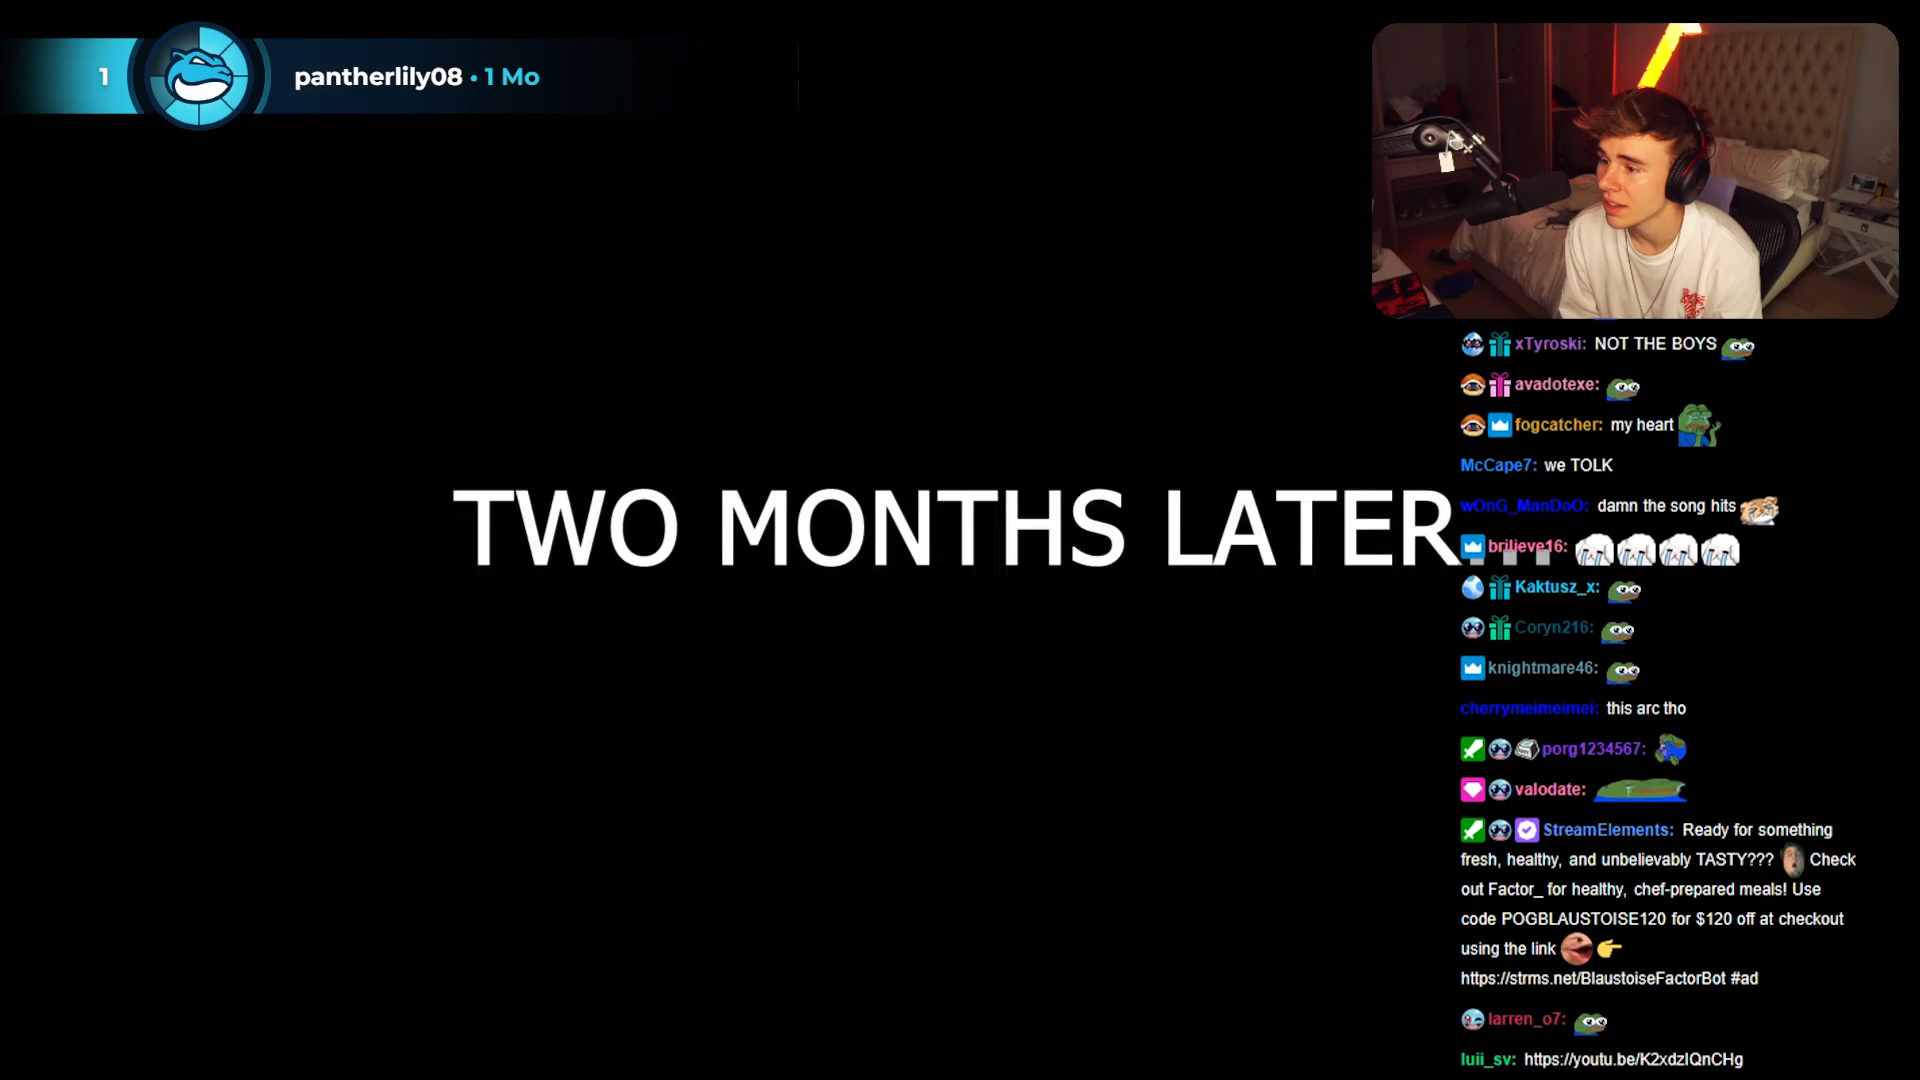 1 pantherlily08 • 1 Mo
xTyroski: NOT THE BOYS
avadotexe:
fogcatcher: my heart
McCape7: we TOLK
wOnG_ManDoO: damn the song hits
TWO MONTHS LATER...
brilieve16:
Kaktusz_x:
Coryn216:
knightmare46:
cherrymeimeimei: this arc tho
porg1234567:
valodate:
StreamElements: Ready for something
fresh, healthy, and unbelievably TASTY??? Check
out Factor_ for healthy, chef-prepared meals! Use
code POGBLAUSTOISE120 for $120 off at checkout
using the link
https://strms.net/BlaustoiseFactorBot #ad
larren_o7:
luii_sv: https://youtu.be/K2xdzIQnCHg